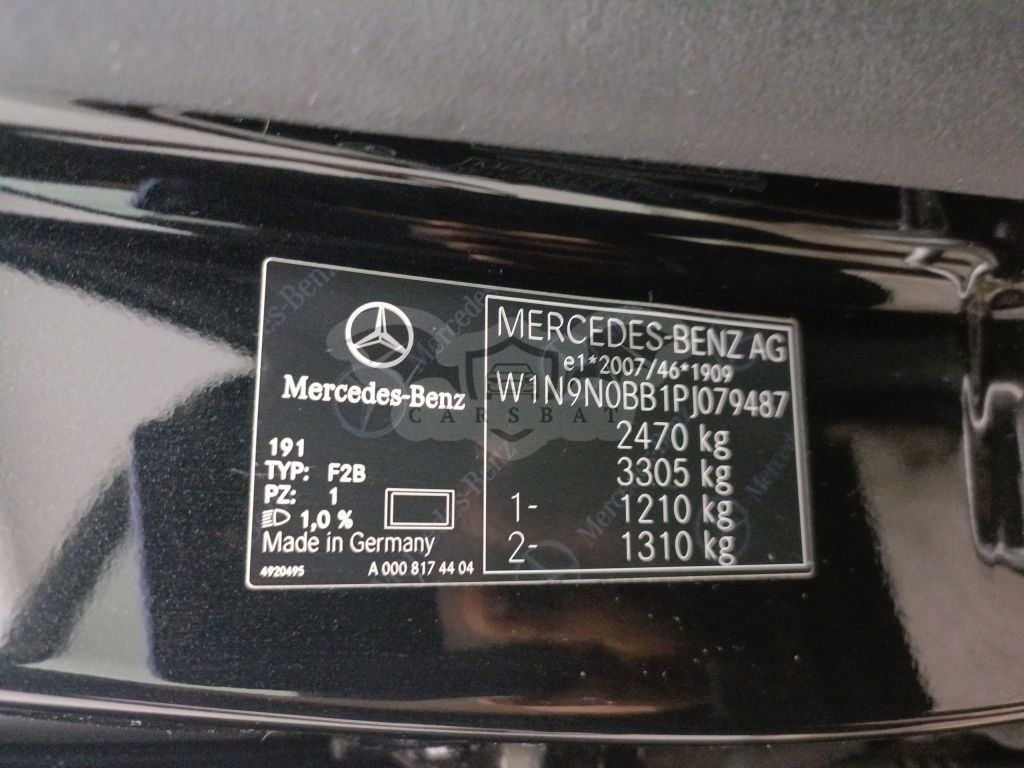 Mercedes-Benz
191
TYP: F2B
PZ: 1
1,0 %
Made in Germany
4920495
A 000 817 44 04
MERCEDES-BENZ AG
e1*2007/46*1909
W1N9N0BB1PJ079487
2470 kg
3305 kg
1- 1210 kg
2- 1310 kg
CARSBAT